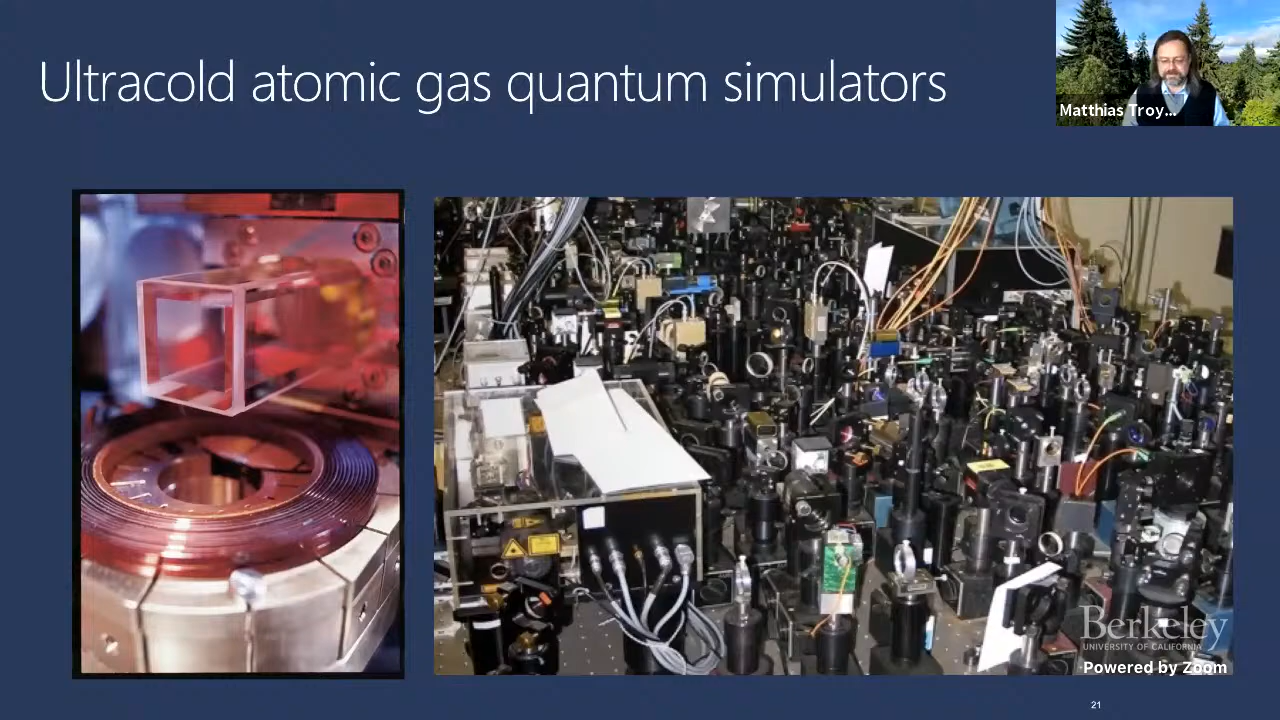 Ultracold atomic gas quantum simulators
Matthias Troy...
Berkeley
UNIVERSITY OF CALIFORNIA
Powered by Zoom
21